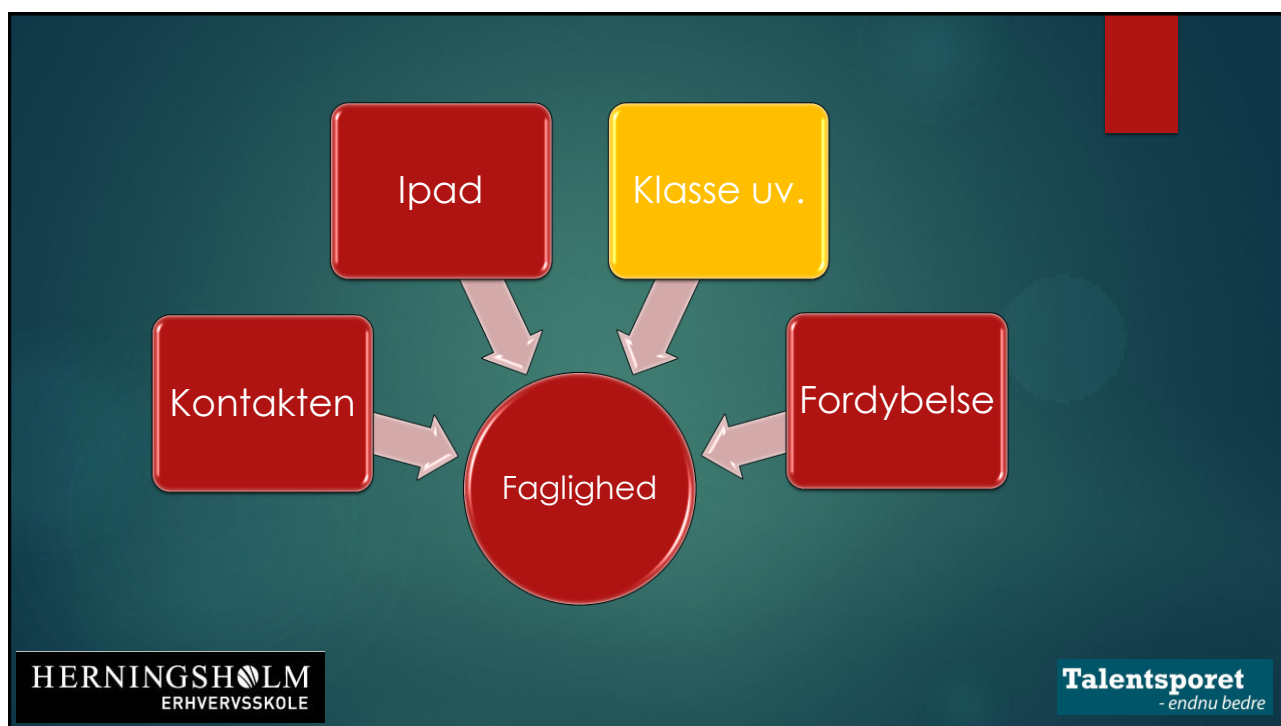 Ipad
Klasse uv.
Kontakten
Fordybelse
Faglighed
HERNINGSHOLM
ERHVERVSSKOLE
Talentsporet
- endnu bedre